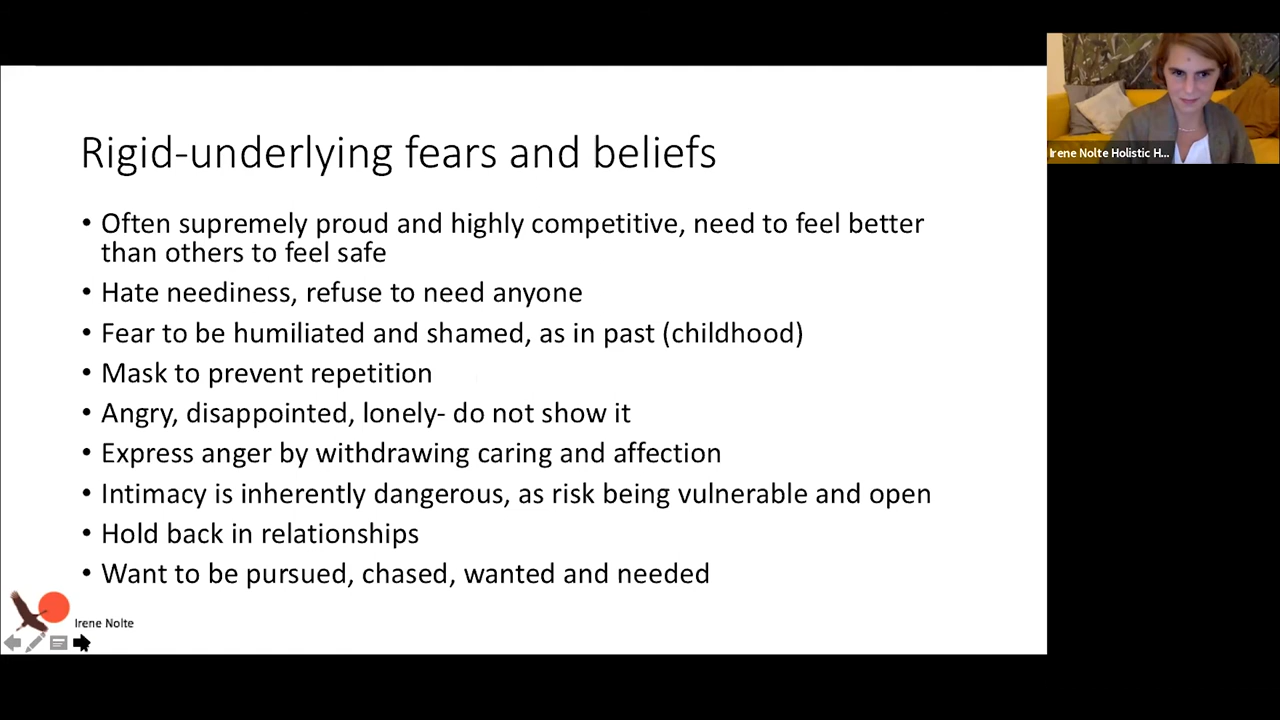 Rigid-underlying fears and beliefs
• Often supremely proud and highly competitive, need to feel better
than others to feel safe
• Hate neediness, refuse to need anyone
• Fear to be humiliated and shamed, as in past (childhood)
• Mask to prevent repetition
• Angry, disappointed, lonely- do not show it
• Express anger by withdrawing caring and affection
• Intimacy is inherently dangerous, as risk being vulnerable and open
• Hold back in relationships
• Want to be pursued, chased, wanted and needed
Irene Nolte
Irene Nolte Holistic H...